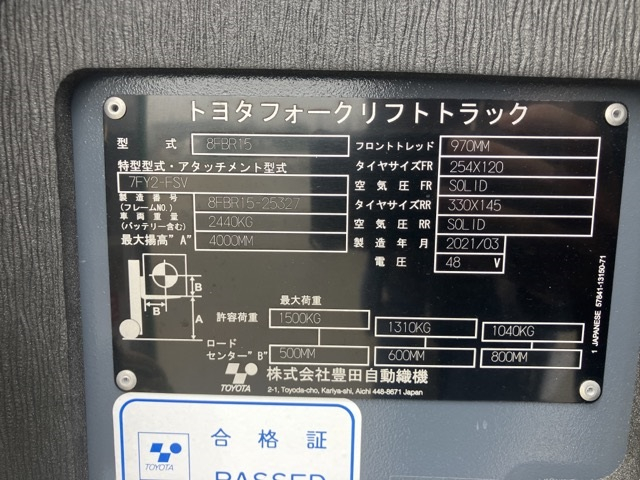 トヨタフォークリフトトラック
型 式 8FBR15 フロントトレッド 970MM
特型型式・アタッチメント型式 タイヤサイズFR 254X120
7FY2-FSV 空気圧 FR SOLID
製造番号(フレームNO.) 8FBR15-25327 タイヤサイズRR 330X145
車両重量(バッテリー含む) 2440KG 空気圧 RR SOLID
最大揚高"A" 4000MM 製造年月 2021/03
電圧 48 V
B
B A
最大荷重
許容荷重 1500KG 1310KG 1040KG
ロードセンター"B" 500MM 600MM 800MM
TOYOTA 株式会社豊田自動織機
2-1, Toyoda-cho, Kariya-shi, Aichi 448-8671 Japan
1 JAPANESE 57641-13150-71
合格証
TOYOTA PASSED